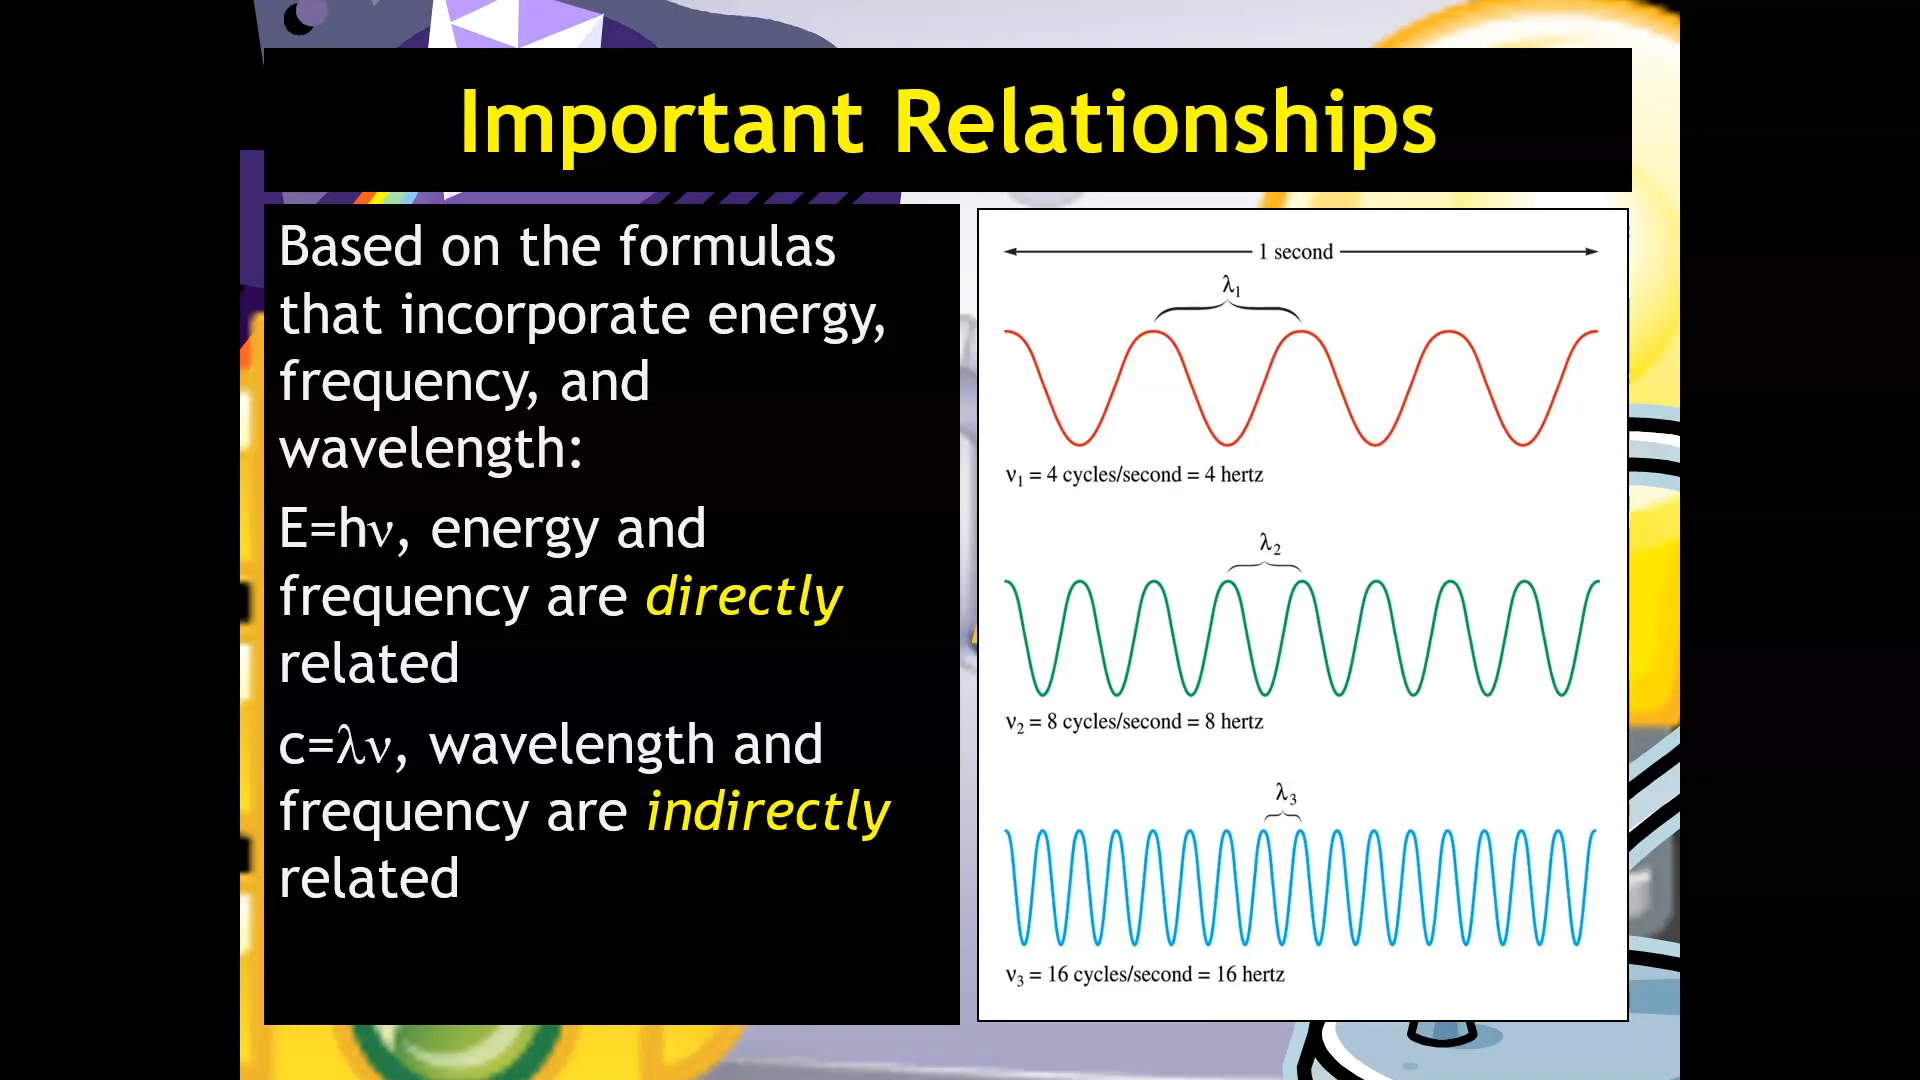 Important Relationships
Based on the formulas
that incorporate energy,
frequency, and
wavelength:
E=hν, energy and
frequency are directly
related
c=λν, wavelength and
frequency are indirectly
related
1 second
λ₁
ν₁ = 4 cycles/second = 4 hertz
λ₂
ν₂ = 8 cycles/second = 8 hertz
λ₃
ν₃ = 16 cycles/second = 16 hertz